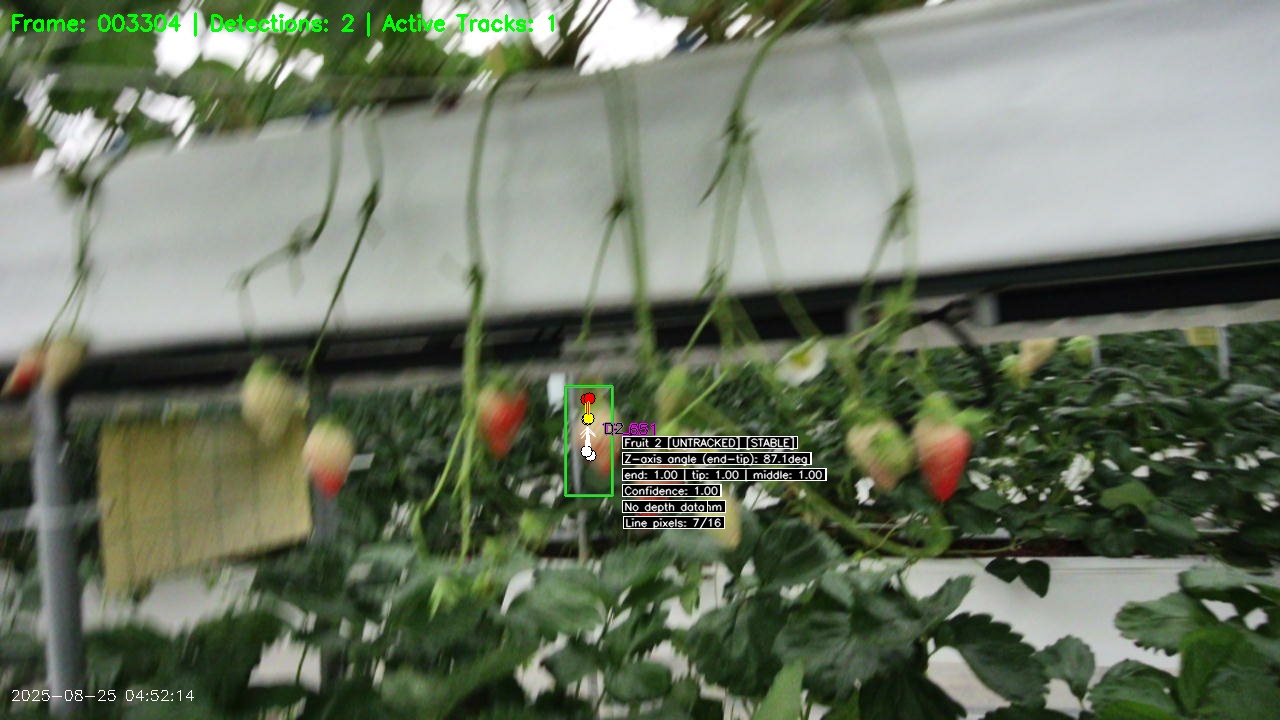 Frame: 003304 | Detections: 2 | Active Tracks: 1
Fruit 2 [UNTRACKED] [STABLE]
Z-axis angle (end-tip): 87.1deg
end: 1.00 | tip: 1.00 | middle: 1.00
Confidence: 1.00
No depth data
Line pixels: 7/16
2025-08-25 04:52:14